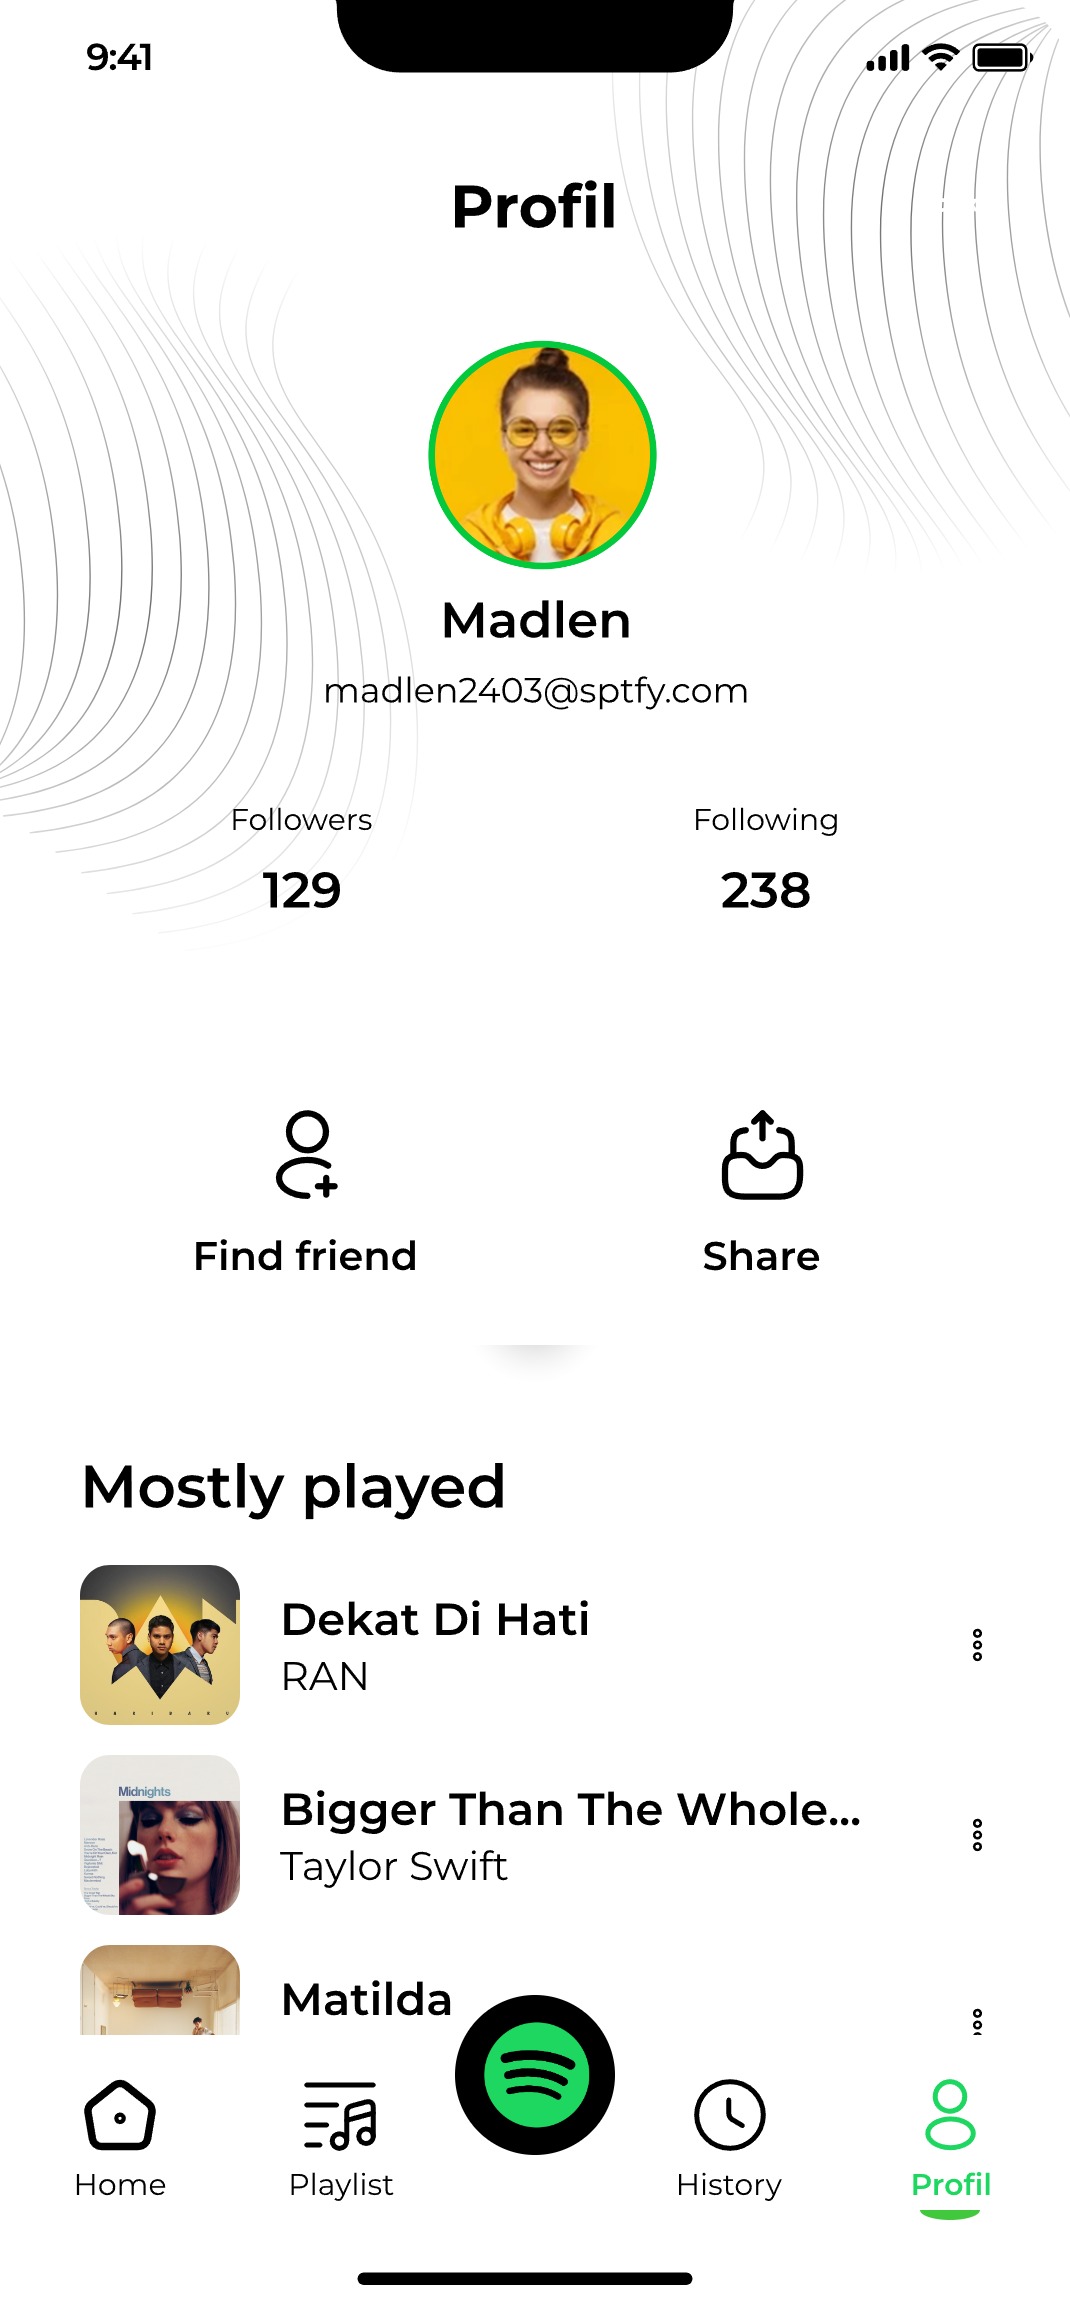 9:41
Profil
Madlen
madlen2403@sptfy.com
Followers
Following
129
238
Find friend
Share
Mostly played
Dekat Di Hati
RAN
Midnights
Bigger Than The Whole...
Taylor Swift
Matilda
Home
Playlist
History
Profil